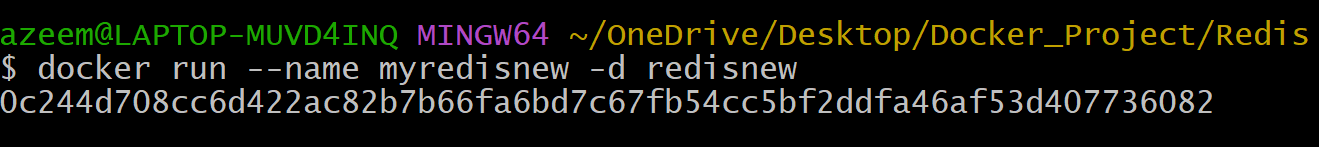 azeem@LAPTOP-MUVD4INQ MINGW64 ~/OneDrive/Desktop/Docker_Project/Redis
$ docker run --name myredisnew -d redisnew
0c244d708cc6d422ac82b7b66fa6bd7c67fb54cc5bf2ddfa46af53d407736082